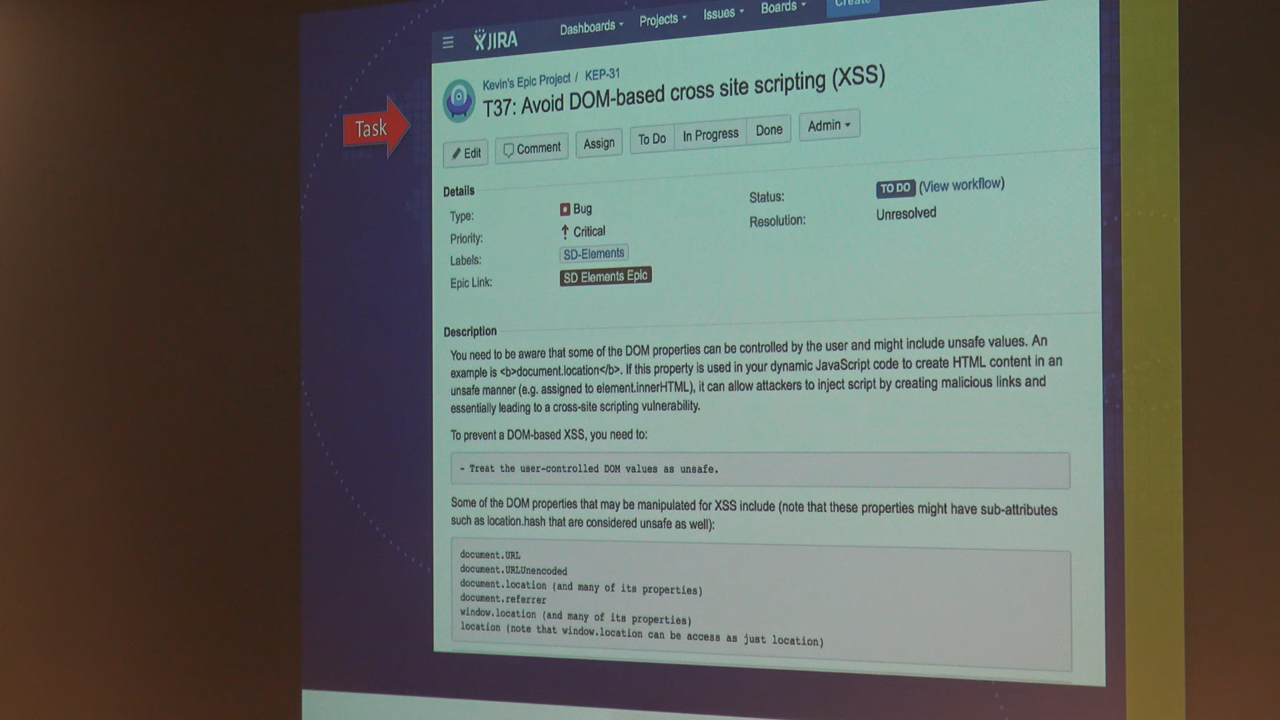 JIRA
Dashboards
Projects
Issues
Boards
Create
Kevin's Epic Project / KEP-31
T37: Avoid DOM-based cross site scripting (XSS)
Task
Edit
Comment
Assign
To Do
In Progress
Done
Admin
Details
Type: Bug
Priority: Critical
Labels: SD-Elements
Epic Link: SD Elements Epic
Status: TO DO (View workflow)
Resolution: Unresolved
Description
You need to be aware that some of the DOM properties can be controlled by the user and might include unsafe values. An
example is <b>document.location</b>. If this property is used in your dynamic JavaScript code to create HTML content in an
unsafe manner (e.g. assigned to element.innerHTML), it can allow attackers to inject script by creating malicious links and
essentially leading to a cross-site scripting vulnerability.
To prevent a DOM-based XSS, you need to:
- Treat the user-controlled DOM values as unsafe.
Some of the DOM properties that may be manipulated for XSS include (note that these properties might have sub-attributes
such as location.hash that are considered unsafe as well):
document.URL
document.URLUnencoded
document.location (and many of its properties)
document.referrer
window.location (and many of its properties)
location (note that window.location can be access as just location)